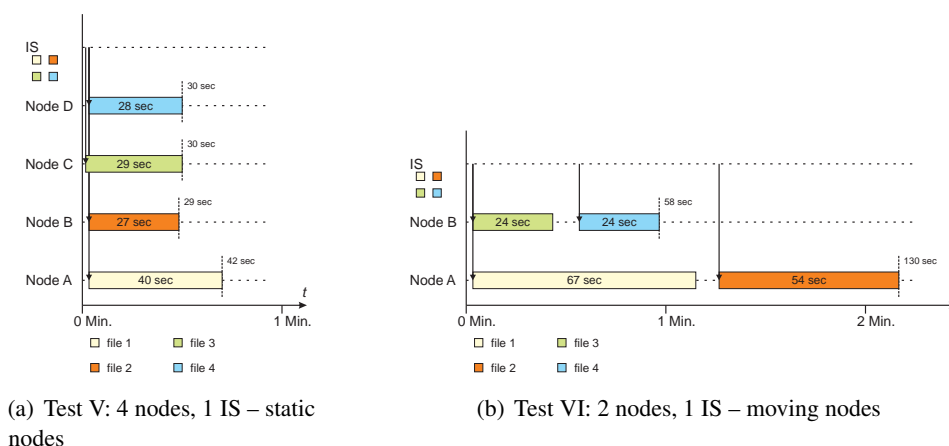 IS
30 sec
Node D
28 sec
30 sec
Node C
29 sec
29 sec
Node B
27 sec
42 sec
Node A
40 sec
t
0 Min.
1 Min.
file 1
file 3
file 2
file 4
(a) Test V: 4 nodes, 1 IS – static
nodes
IS
58 sec
Node B
24 sec
24 sec
130 sec
Node A
67 sec
54 sec
0 Min.
1 Min.
2 Min.
file 1
file 3
file 2
file 4
(b) Test VI: 2 nodes, 1 IS – moving nodes